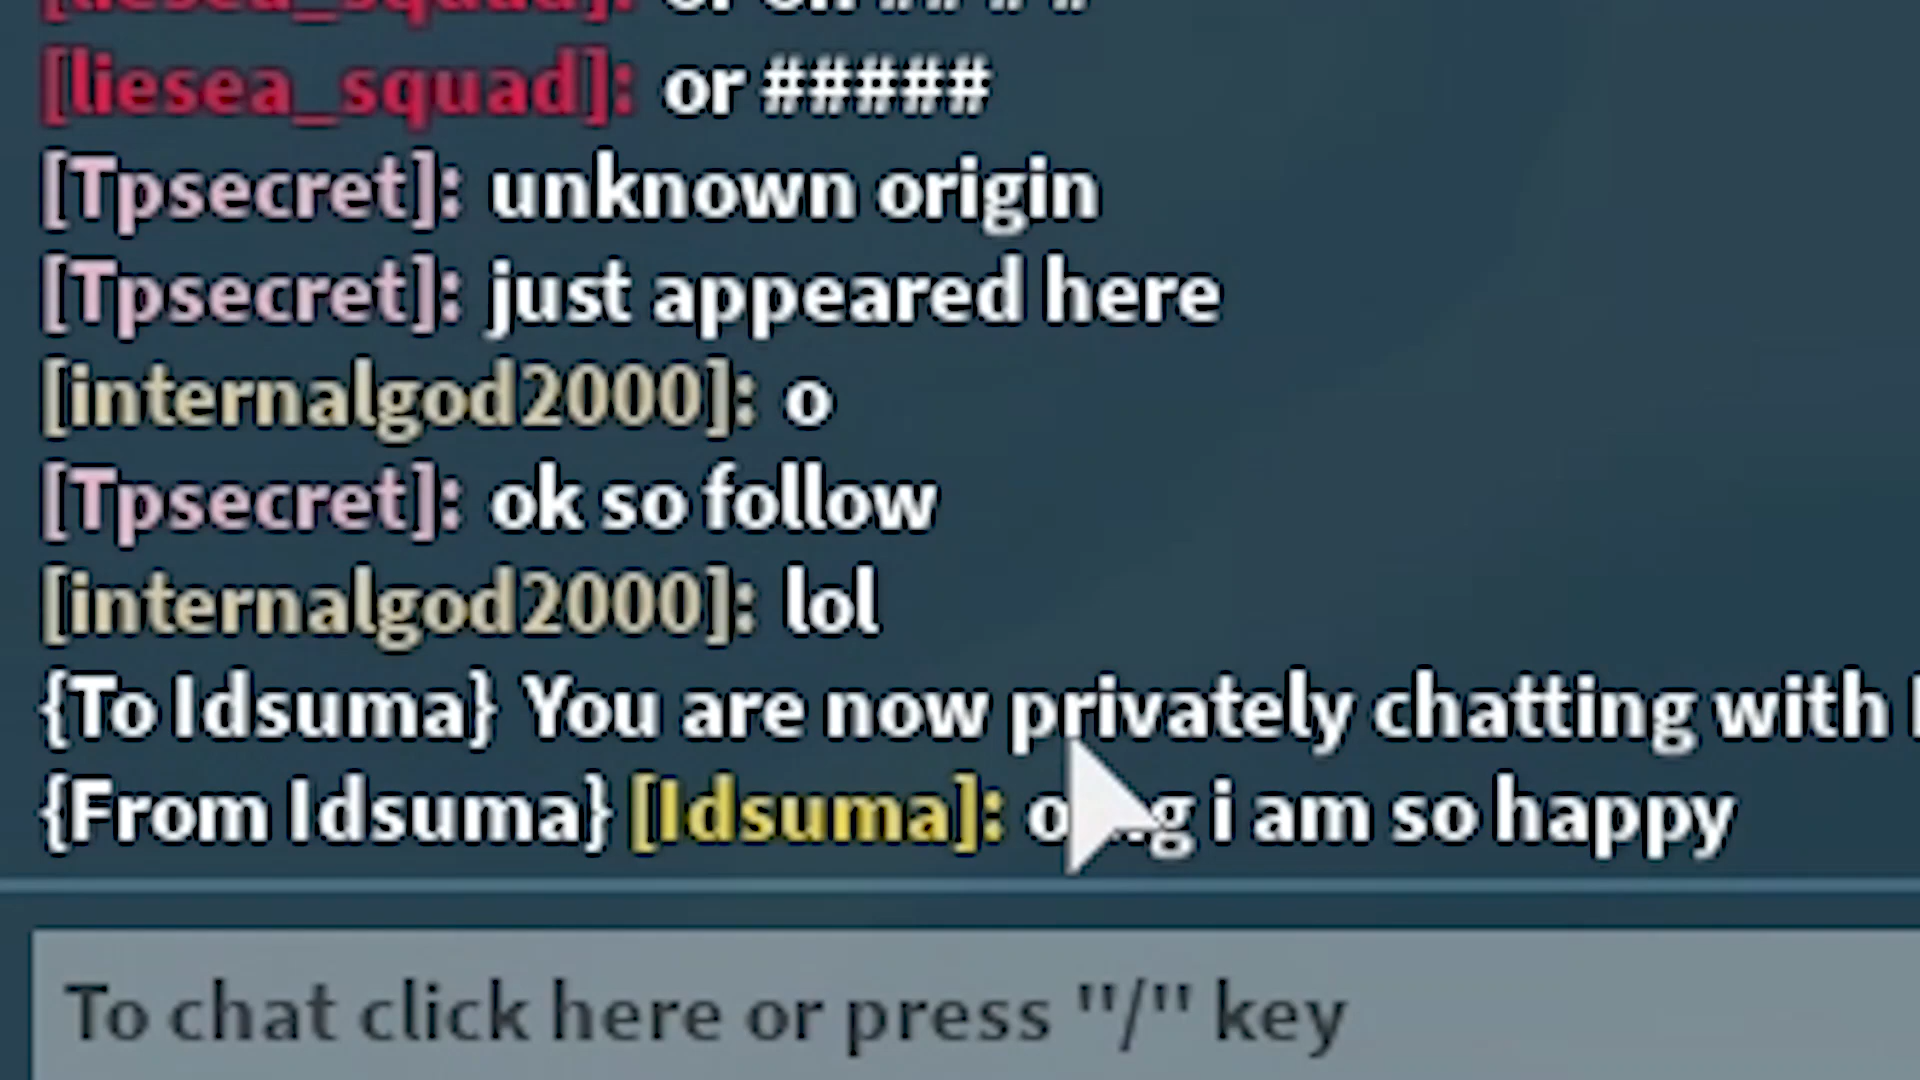 [liesea_squad]:
[liesea_squad]: or #####
[Tpsecret]: unknown origin
[Tpsecret]: just appeared here
[internalgod2000]: o
[Tpsecret]: ok so follow
[internalgod2000]: lol
{To Idsuma} You are now privately chatting with
{From Idsuma} [Idsuma]: i am so happy
To chat click here or press "/" key